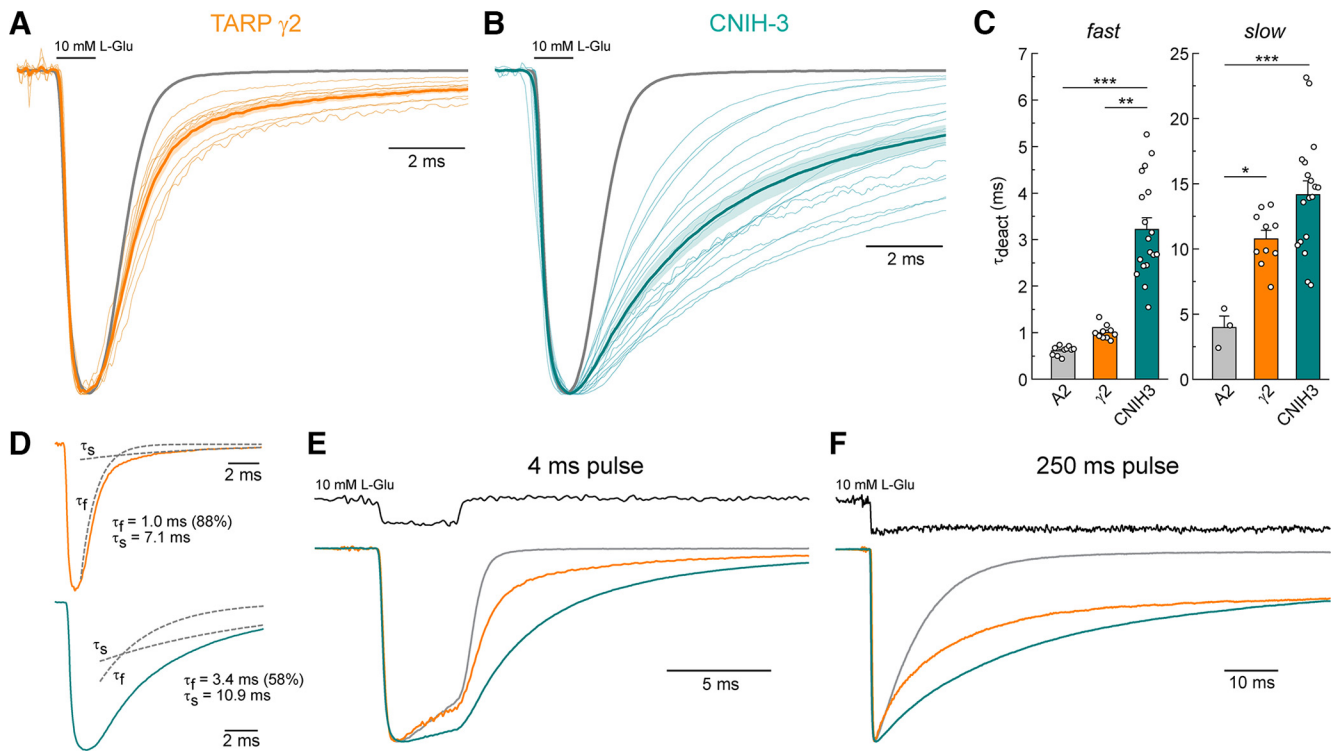 A
TARP γ2
10 mM L-Glu
2 ms
B
CNIH-3
10 mM L-Glu
2 ms
C
fast
slow
τdeact (ms)
***
**
7
6
5
4
3
2
1
0
A2
γ2
CNIH3
***
*
25
20
15
10
5
0
A2
γ2
CNIH3
D
τs
τf
2 ms
τf = 1.0 ms (88%)
τs = 7.1 ms
τs
τf
τf = 3.4 ms (58%)
τs = 10.9 ms
2 ms
E
4 ms pulse
10 mM L-Glu
5 ms
F
250 ms pulse
10 mM L-Glu
10 ms